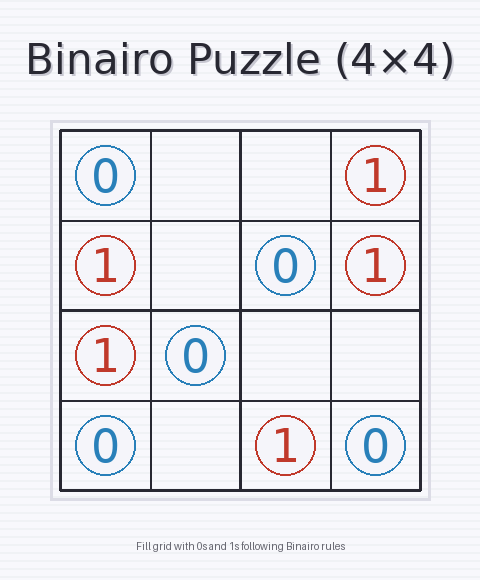 Binairo Puzzle (4×4)
0 1
1 0 1
1 0
0 1 0
Fill grid with 0s and 1s following Binairo rules